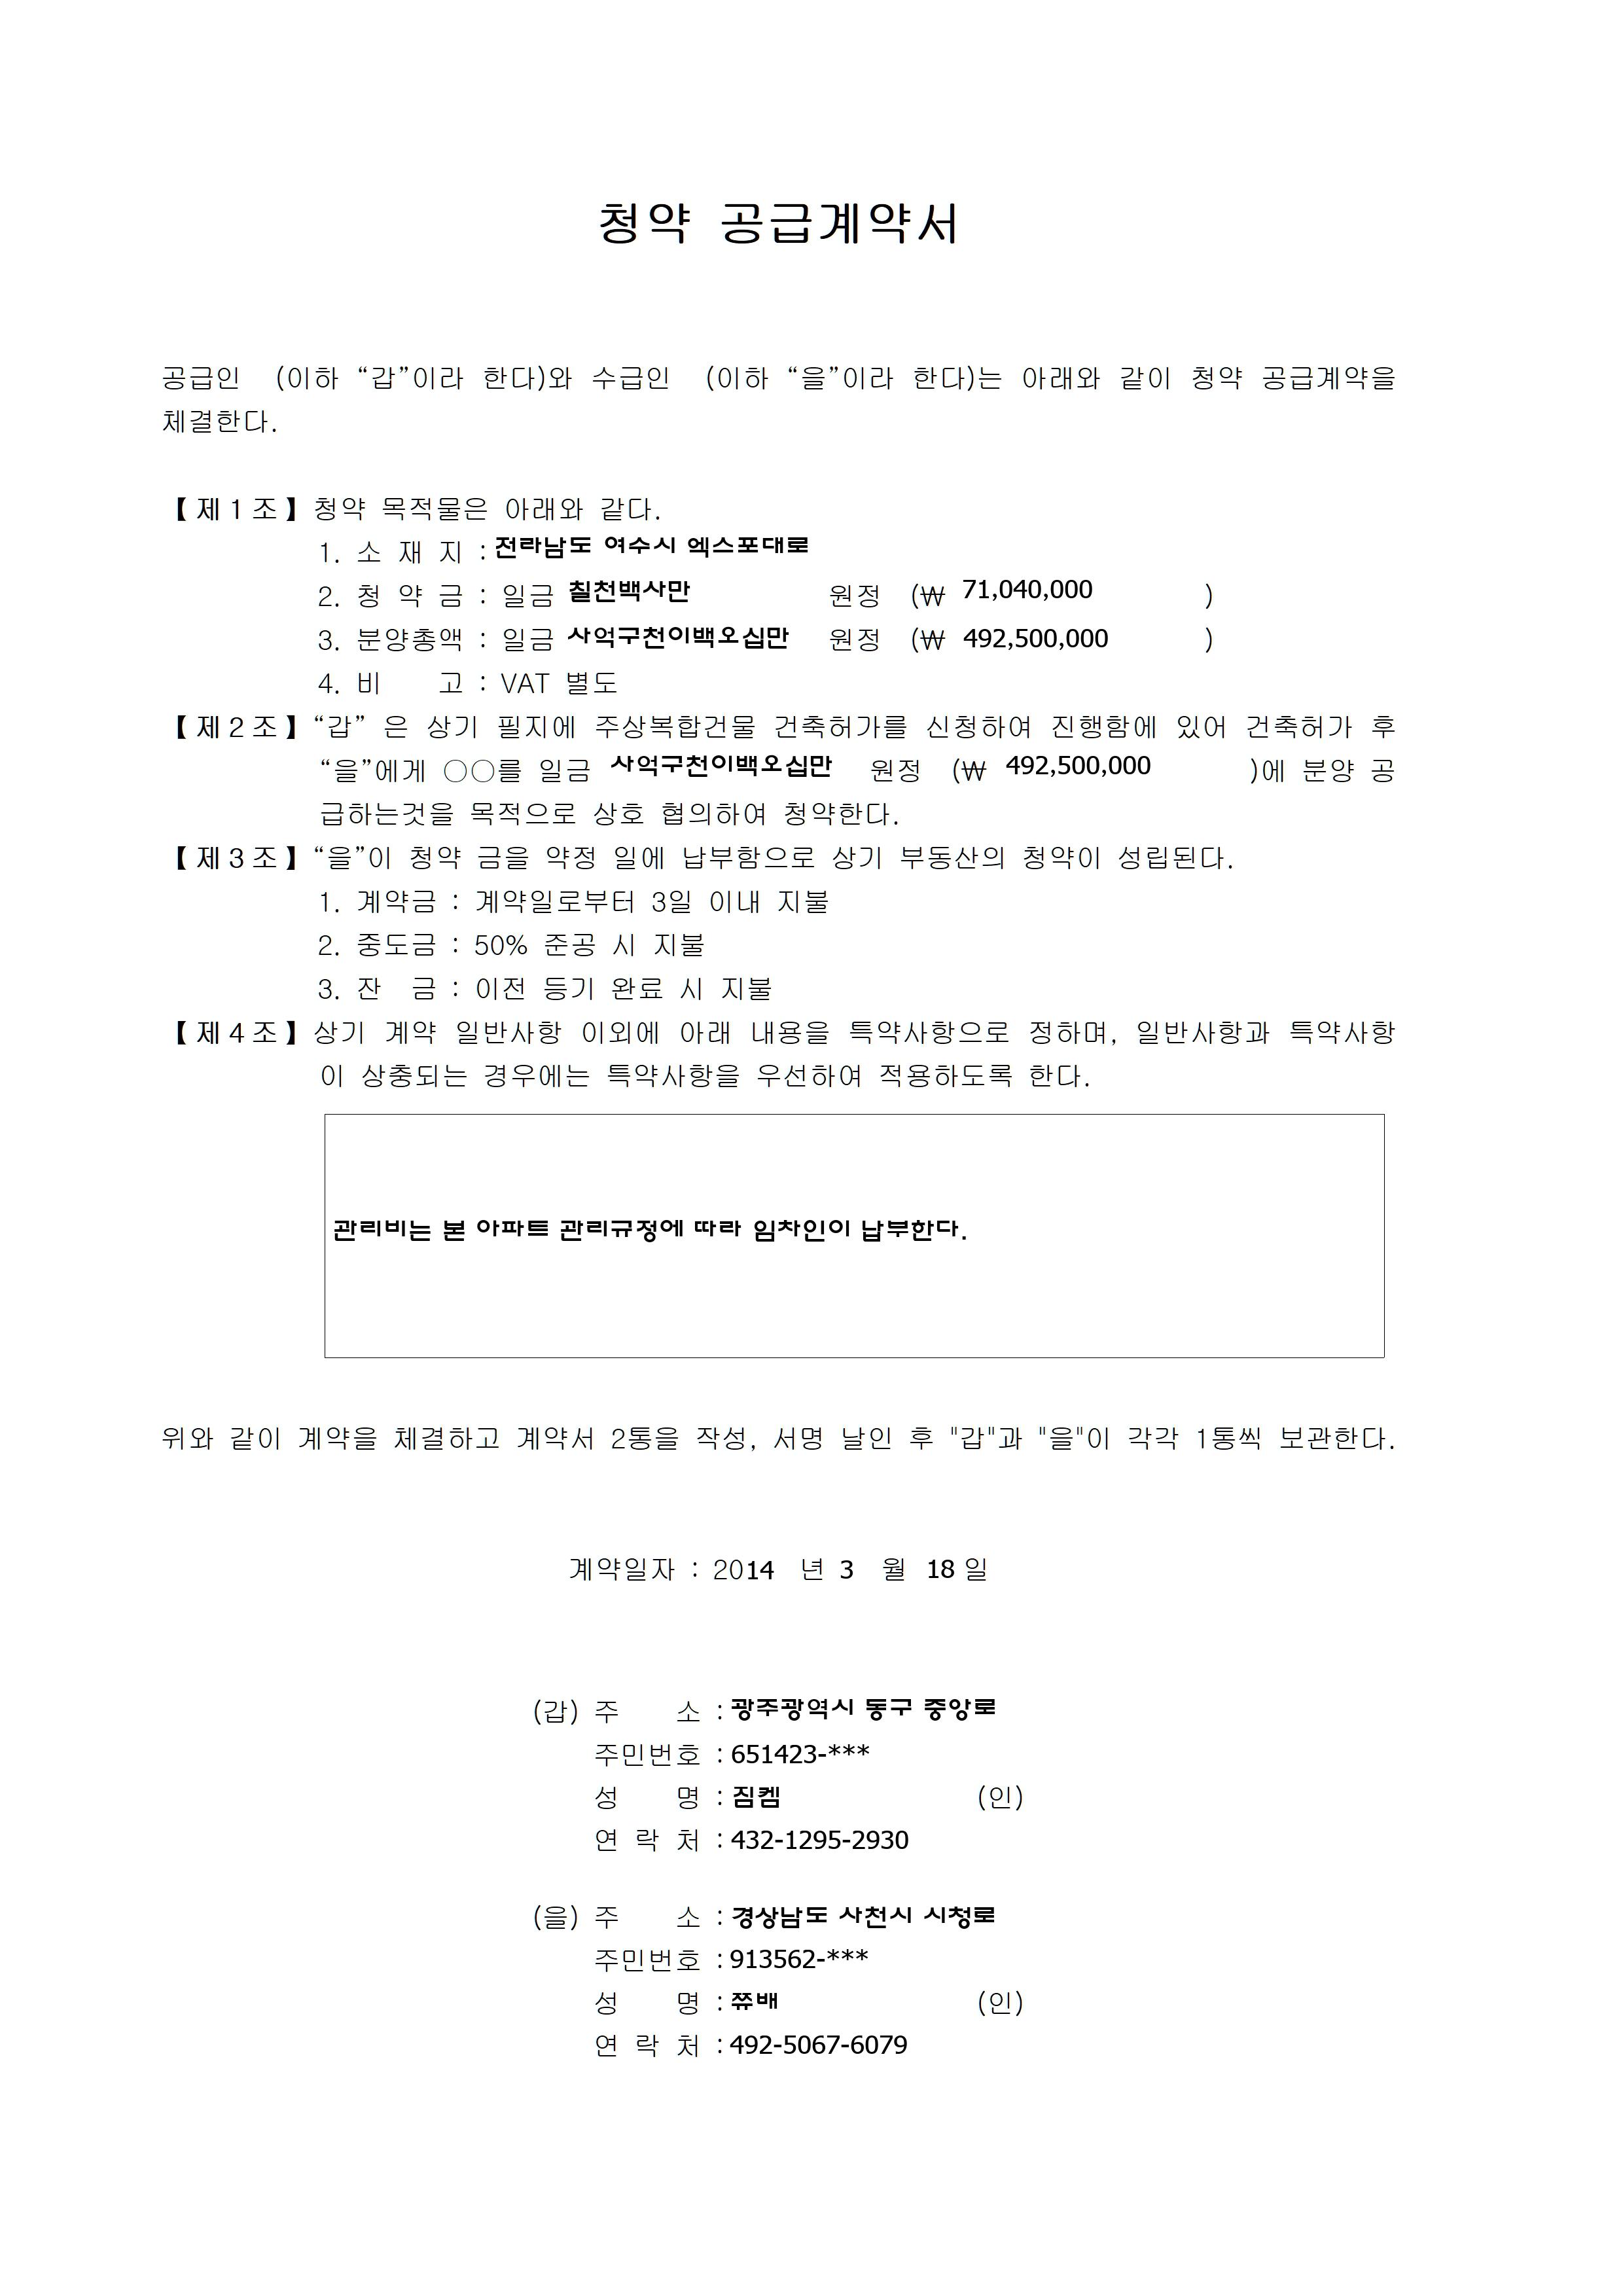 청약 공급계약서
공급인 (이하 “갑”이라 한다)와 수급인 (이하 “을”이라 한다)는 아래와 같이 청약 공급계약을
체결한다.
【제1조】청약 목적물은 아래와 같다.
1. 소 재 지 : 전라남도 여수시 엑스포대로
2. 청 약 금 : 일금 칠천백사만 원정 (₩ 71,040,000 )
3. 분양총액 : 일금 사억구천이백오십만 원정 (₩ 492,500,000 )
4. 비 고 : VAT 별도
【제2조】“갑” 은 상기 필지에 주상복합건물 건축허가를 신청하여 진행함에 있어 건축허가 후
“을”에게 ○○를 일금 사억구천이백오십만 원정 (₩ 492,500,000 )에 분양 공
급하는것을 목적으로 상호 협의하여 청약한다.
【제3조】“을”이 청약 금을 약정 일에 납부함으로 상기 부동산의 청약이 성립된다.
1. 계약금 : 계약일로부터 3일 이내 지불
2. 중도금 : 50% 준공 시 지불
3. 잔 금 : 이전 등기 완료 시 지불
【제4조】상기 계약 일반사항 이외에 아래 내용을 특약사항으로 정하며, 일반사항과 특약사항
이 상충되는 경우에는 특약사항을 우선하여 적용하도록 한다.
관리비는 본 아파트 관리규정에 따라 임차인이 납부한다.
위와 같이 계약을 체결하고 계약서 2통을 작성, 서명 날인 후 "갑"과 "을"이 각각 1통씩 보관한다.
계약일자 : 2014 년 3 월 18 일
(갑) 주 소 : 광주광역시 동구 중앙로
주민번호 : 651423-***
성 명 : 짐켐 (인)
연 락 처 : 432-1295-2930
(을) 주 소 : 경상남도 사천시 시청로
주민번호 : 913562-***
성 명 : 쮸배 (인)
연 락 처 : 492-5067-6079